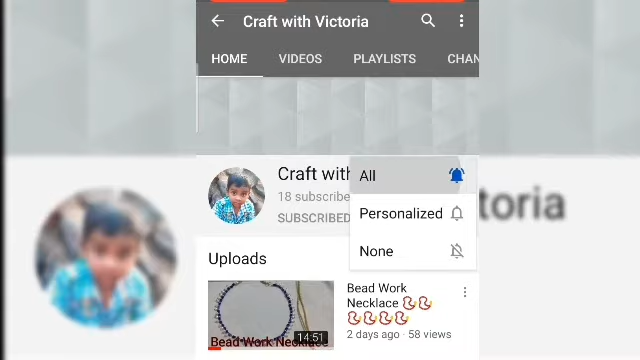 Craft with Victoria
HOME VIDEOS PLAYLISTS CHAN
Craft with
18 subscribe
SUBSCRIBED
All
Personalized
None
toria
Uploads
Bead Work Necklace
14:51
Bead Work
Necklace
2 days ago · 58 views